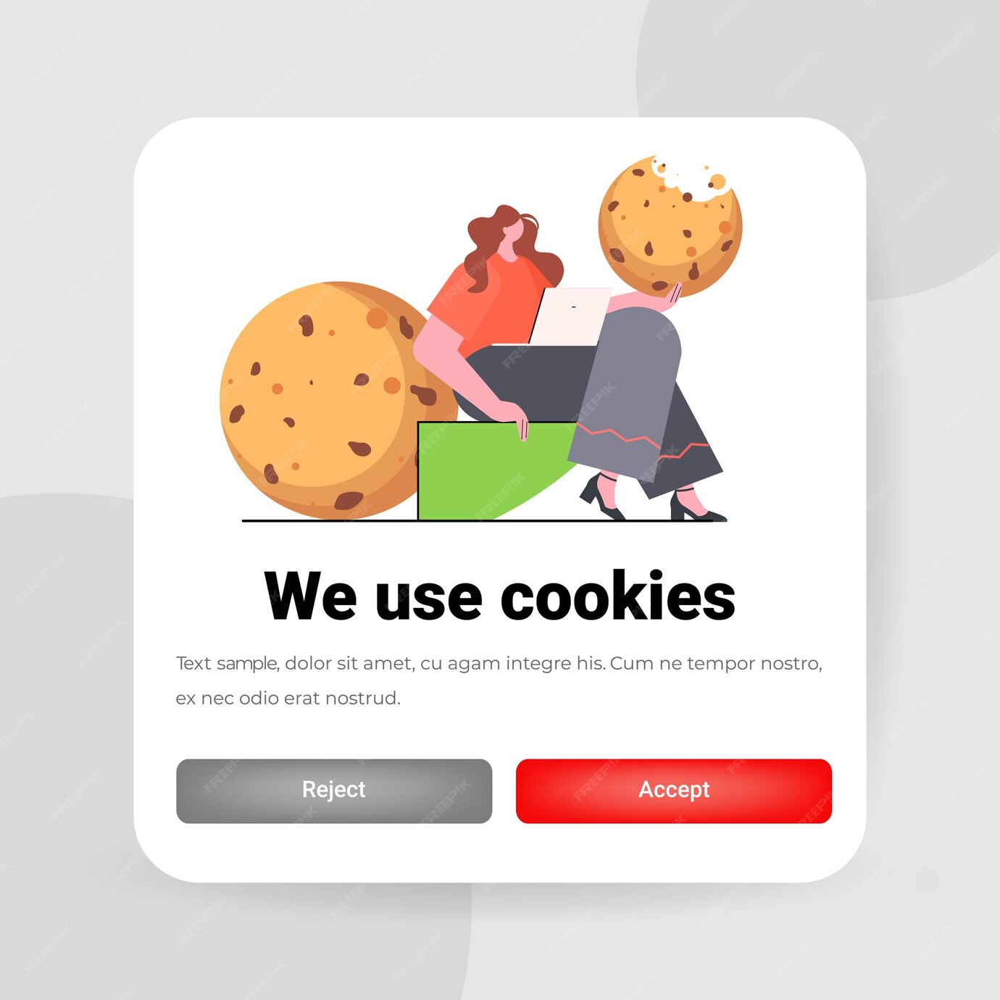 We use cookies
Text sample, dolor sit amet, cu agam integre his. Cum ne tempor nostro,
ex nec odio erat nostrud.
Reject
Accept
FREEPIK